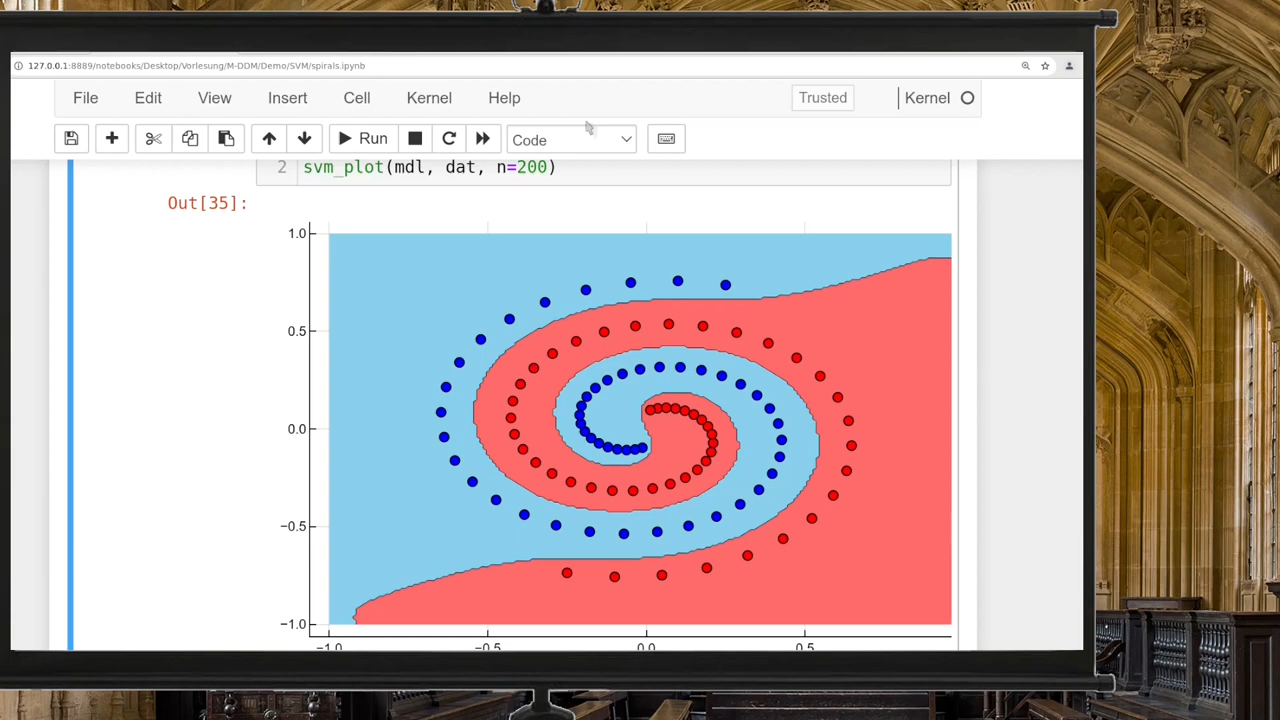 127.0.0.1:8889/notebooks/Desktop/Vorlesung/M-DDM/Demo/SVM/spirals.ipynb
File Edit View Insert Cell Kernel Help Trusted Kernel
Run Code
2 svm_plot(mdl, dat, n=200)
Out[35]:
1.0
0.5
0.0
−0.5
−1.0
−1.0 −0.5 0.0 0.5